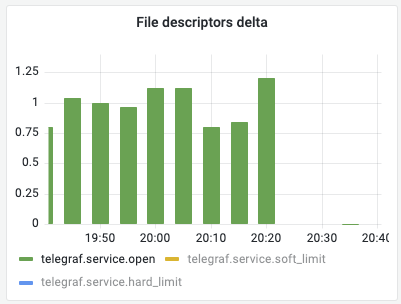 File descriptors delta
1.25
1
0.75
0.5
0.25
0
19:50 20:00 20:10 20:20 20:30 20:40
telegraf.service.open telegraf.service.soft_limit
telegraf.service.hard_limit